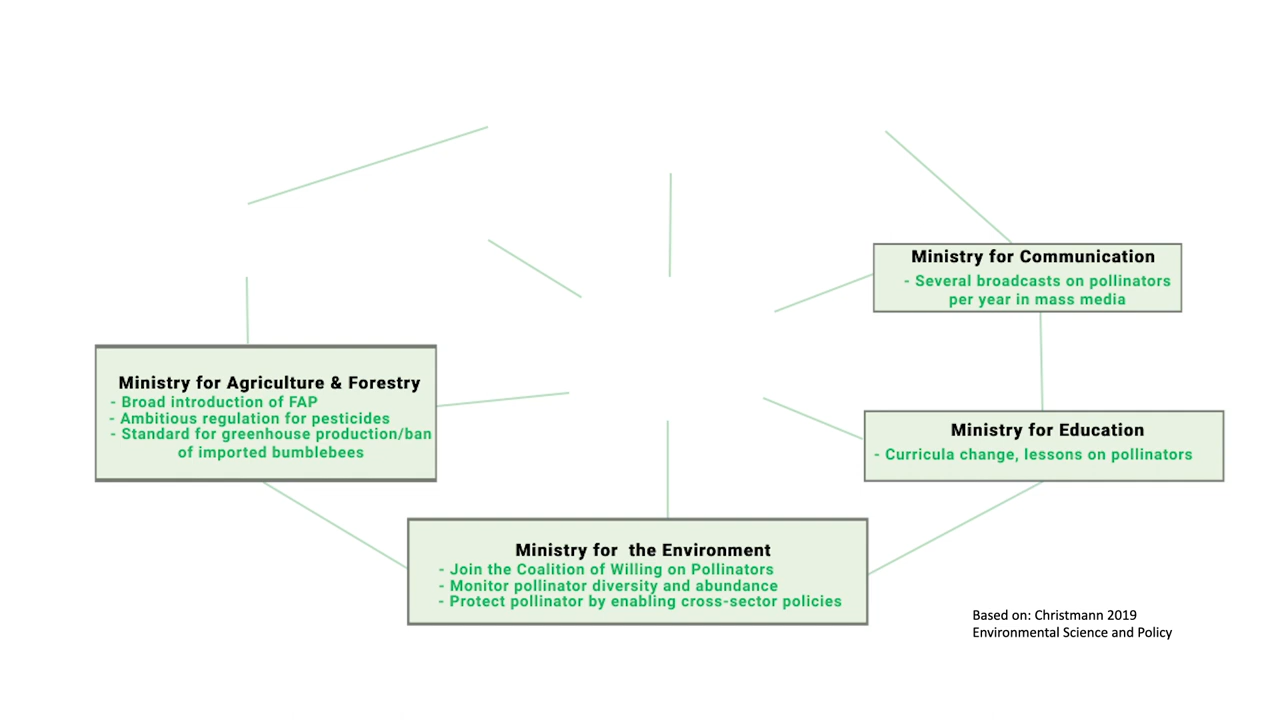 Ministry for Communication
- Several broadcasts on pollinators
per year in mass media
Ministry for Agriculture & Forestry
- Broad introduction of FAP
- Ambitious regulation for pesticides
- Standard for greenhouse production/ban
of imported bumblebees
Ministry for Education
- Curricula change, lessons on pollinators
Ministry for the Environment
- Join the Coalition of Willing on Pollinators
- Monitor pollinator diversity and abundance
- Protect pollinator by enabling cross-sector policies
Based on: Christmann 2019
Environmental Science and Policy